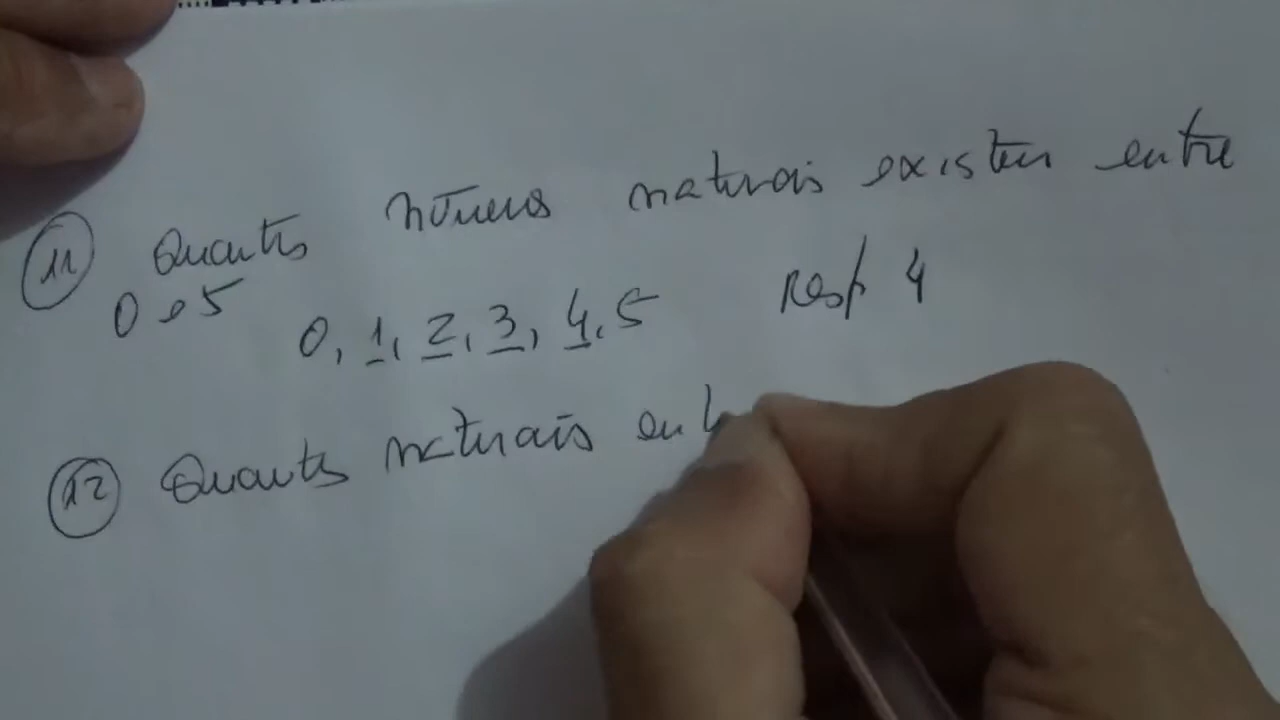 11 Quantos números naturais existem entre
0 e 5 0, 1, 2, 3, 4, 5 Resp 4
12 Quantos naturais